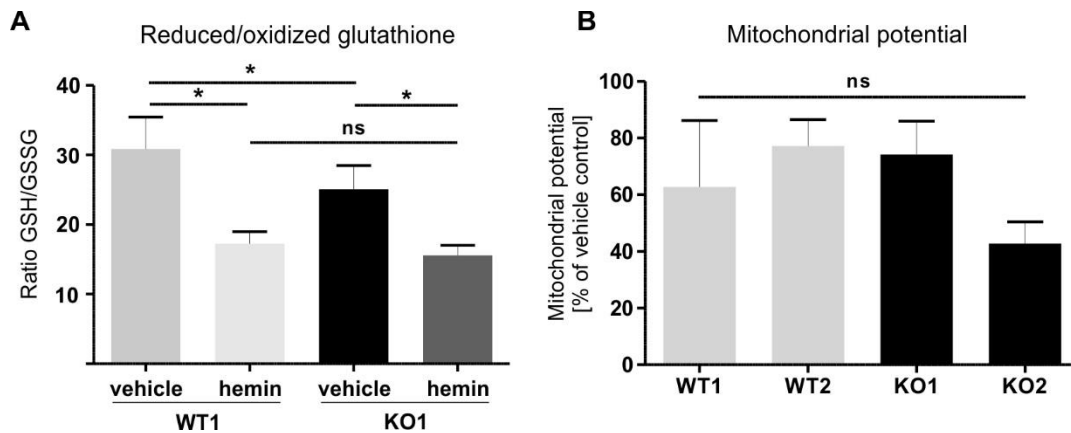 A
Reduced/oxidized glutathione
Ratio GSH/GSSG
40
30
20
10
*
*
*
ns
vehicle hemin vehicle hemin
WT1 KO1
B
Mitochondrial potential
Mitochondrial potential
[% of vehicle control]
100
80
60
40
20
0
ns
WT1 WT2 KO1 KO2